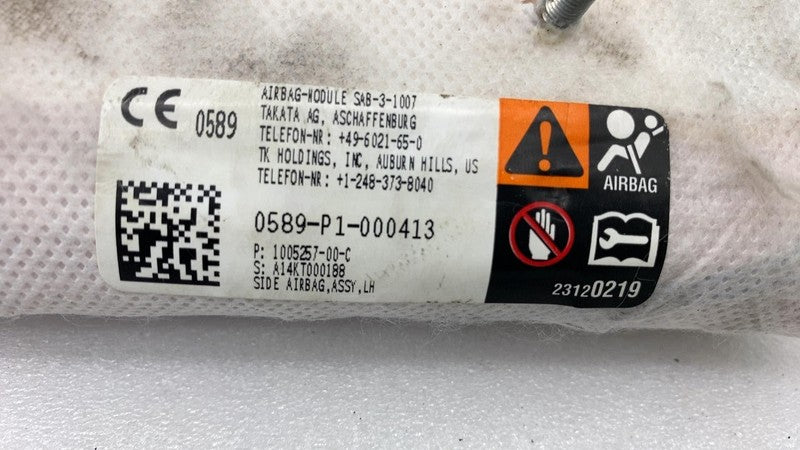 CE 0589
AIRBAG-MODULE SAB-3-1007
TAKATA AG, ASCHAFFENBURG
TELEFON-NR: +49-6021-65-0
TK HOLDINGS, INC, AUBURN HILLS, US
TELEFON-NR: +1-248-373-8040
0589-P1-000413
P: 1005257-00-C
S: A14KT000188
SIDE AIRBAG,ASSY,LH
AIRBAG
23120219